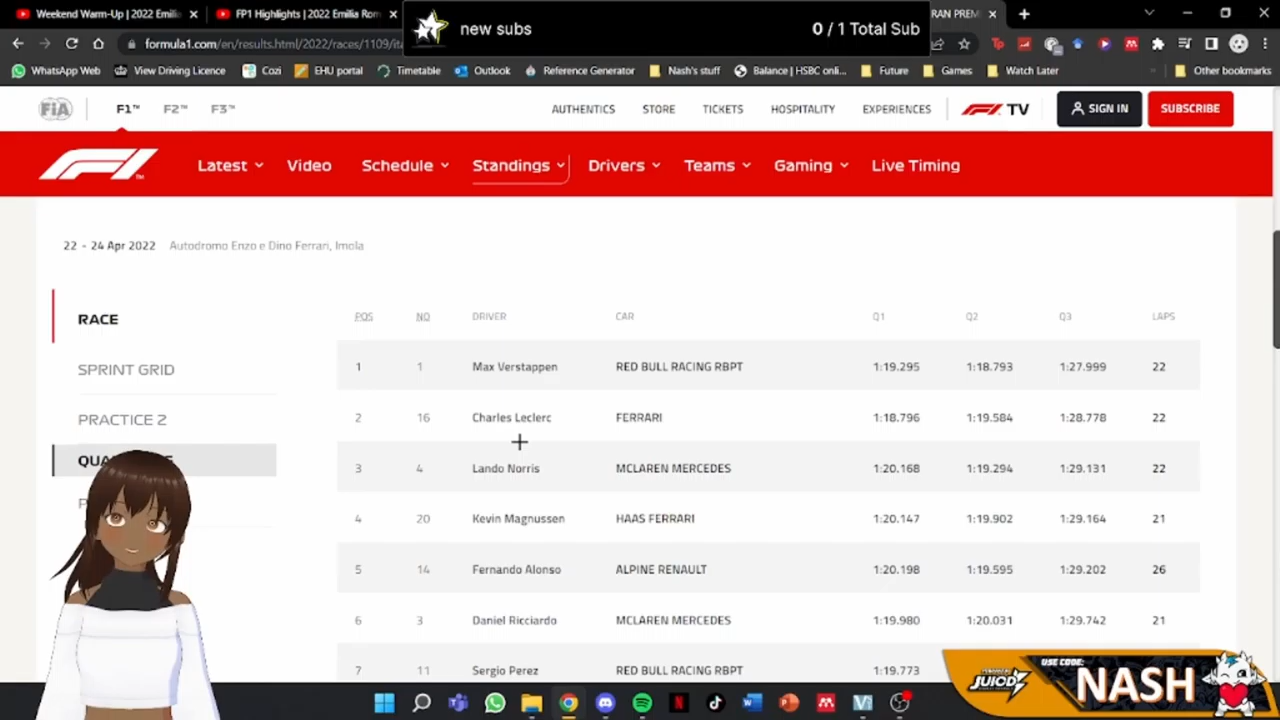 Weekend Warm-Up | 2022 Emili
FP1 Highlights | 2022 Emilia Rom
new subs
0 / 1 Total Sub
RAN PREMI
formula1.com/en/results.html/2022/races/1109/ita
WhatsApp Web
View Driving Licence
Cozi
EHU portal
Timetable
Outlook
Reference Generator
Nash's stuff
Balance | HSBC onli...
Future
Games
Watch Later
Other bookmarks
FiA
F1™
F2™
F3™
AUTHENTICS
STORE
TICKETS
HOSPITALITY
EXPERIENCES
F1 TV
SIGN IN
SUBSCRIBE
F1
Latest
Video
Schedule
Standings
Drivers
Teams
Gaming
Live Timing
22 - 24 Apr 2022 Autodromo Enzo e Dino Ferrari, Imola
RACE
SPRINT GRID
PRACTICE 2
POS NO DRIVER CAR Q1 Q2 Q3 LAPS
1 1 Max Verstappen RED BULL RACING RBPT 1:19.295 1:18.793 1:27.999 22
2 16 Charles Leclerc FERRARI 1:18.796 1:19.584 1:28.778 22
3 4 Lando Norris MCLAREN MERCEDES 1:20.168 1:19.294 1:29.131 22
4 20 Kevin Magnussen HAAS FERRARI 1:20.147 1:19.902 1:29.164 21
5 14 Fernando Alonso ALPINE RENAULT 1:20.198 1:19.595 1:29.202 26
6 3 Daniel Ricciardo MCLAREN MERCEDES 1:19.980 1:20.031 1:29.742 21
7 11 Sergio Perez RED BULL RACING RBPT 1:19.773
JUICD
USE CODE:
NASH